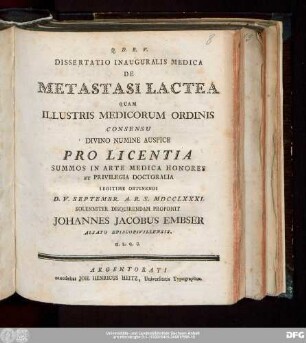 Q. D. B. V.
DISSERTATIO INAUGURALIS MEDICA
DE
METASTASI LACTEA
QUAM
ILLUSTRIS MEDICORUM ORDINIS
CONSENSU
DIVINO NUMINE AUSPICE
PRO LICENTIA
SUMMOS IN ARTE MEDICA HONORES
ET PRIVILEGIA DOCTORALIA
LEGITIME OBTINENDI
D. V. SEPTEMBR. A. R. S. MDCCLXXXI.
SOLENNITER DISQUIRENDAM PROPONIT
JOHANNES JACOBUS EMBSER
ALSATO EPISCOPIVILLENSIS.
H. L. Q. S.
ARGENTORATI
excudebat JOH. HENRICUS HEITZ, Universitatis Typographus.